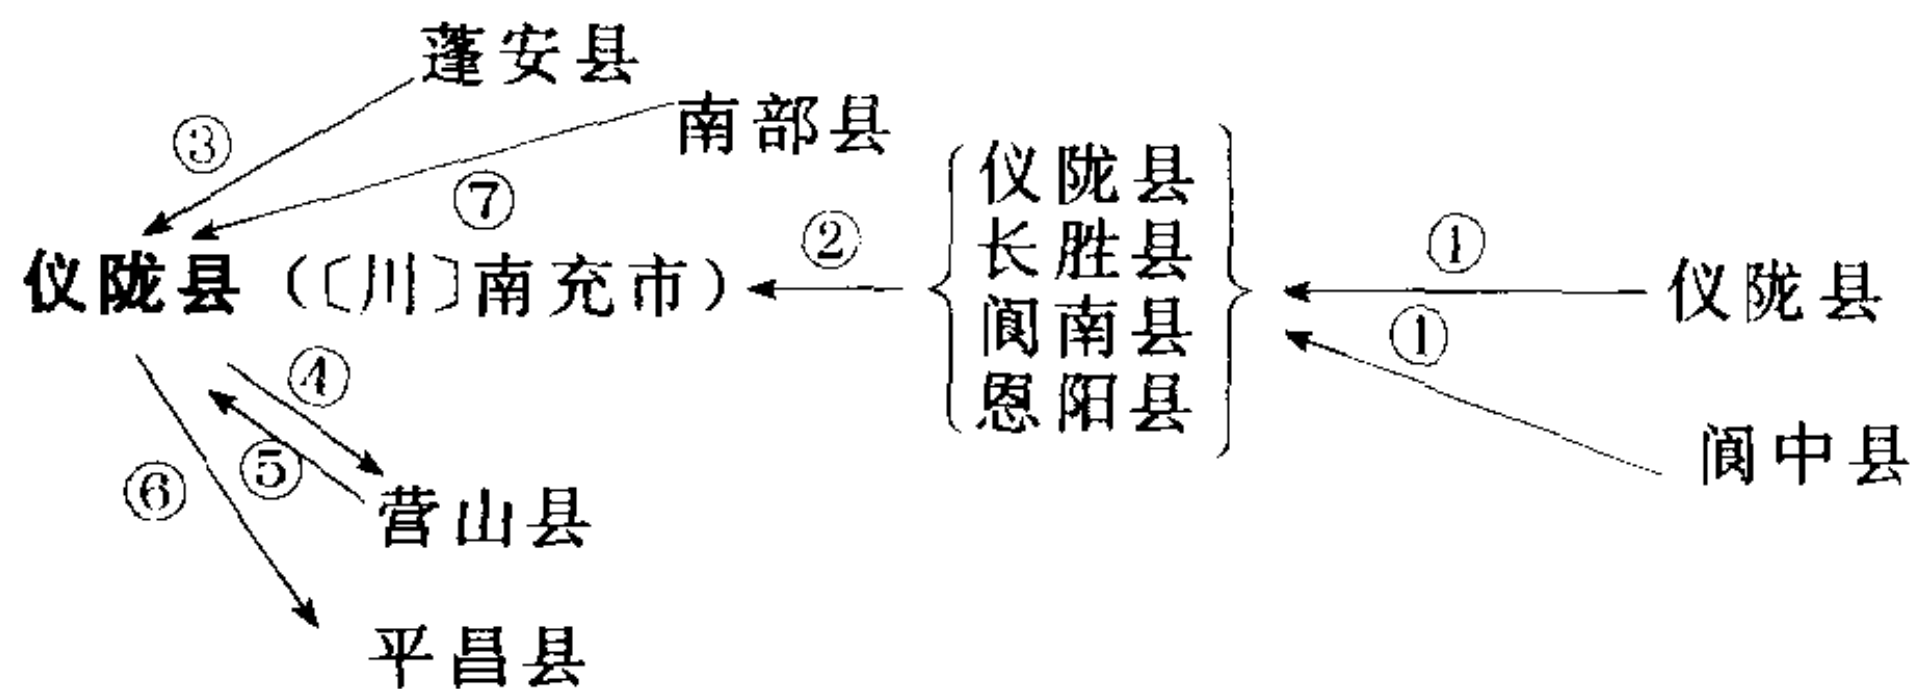 蓬安县
南部县
③
⑦
仪陇县（〔川〕南充市）
②
仪陇县
长胜县
阆南县
恩阳县
①
①
仪陇县
阆中县
④
⑤
⑥
营山县
平昌县